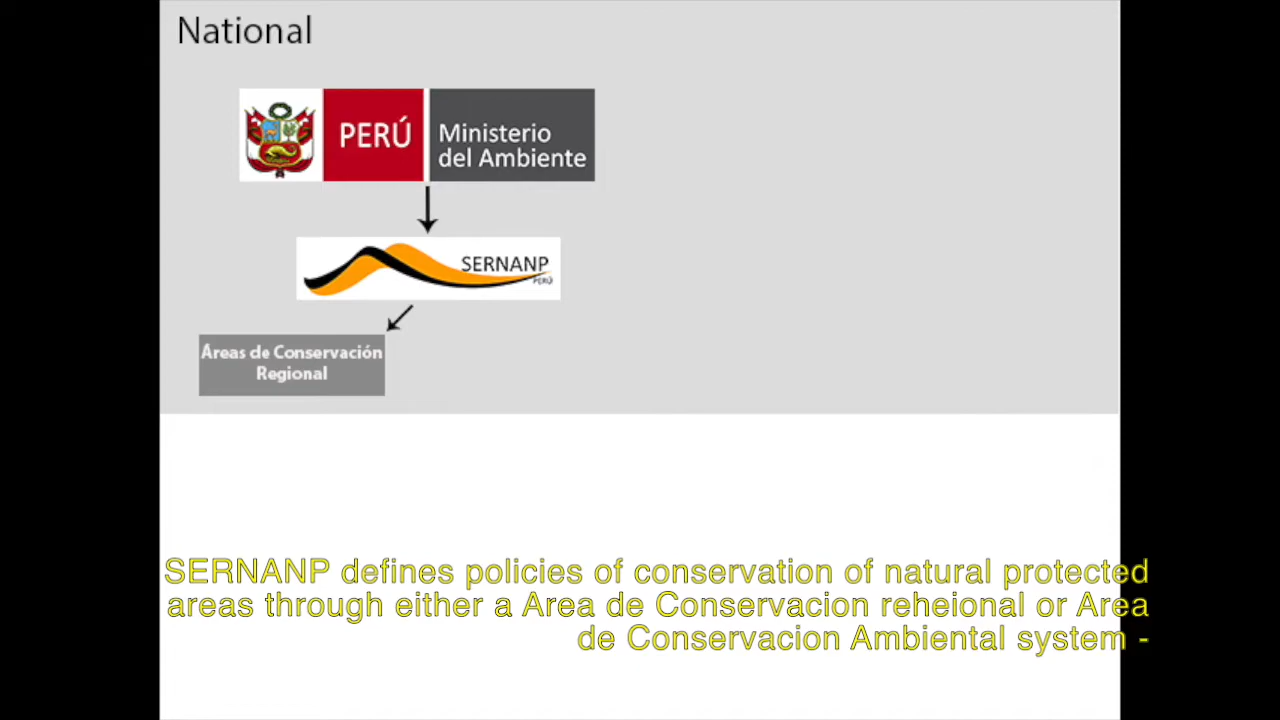 National
PERÚ
Ministerio
del Ambiente
SERNANP
PERÚ
Áreas de Conservación
Regional
SERNANP defines policies of conservation of natural protected
areas through either a Area de Conservacion reheional or Area
de Conservacion Ambiental system -